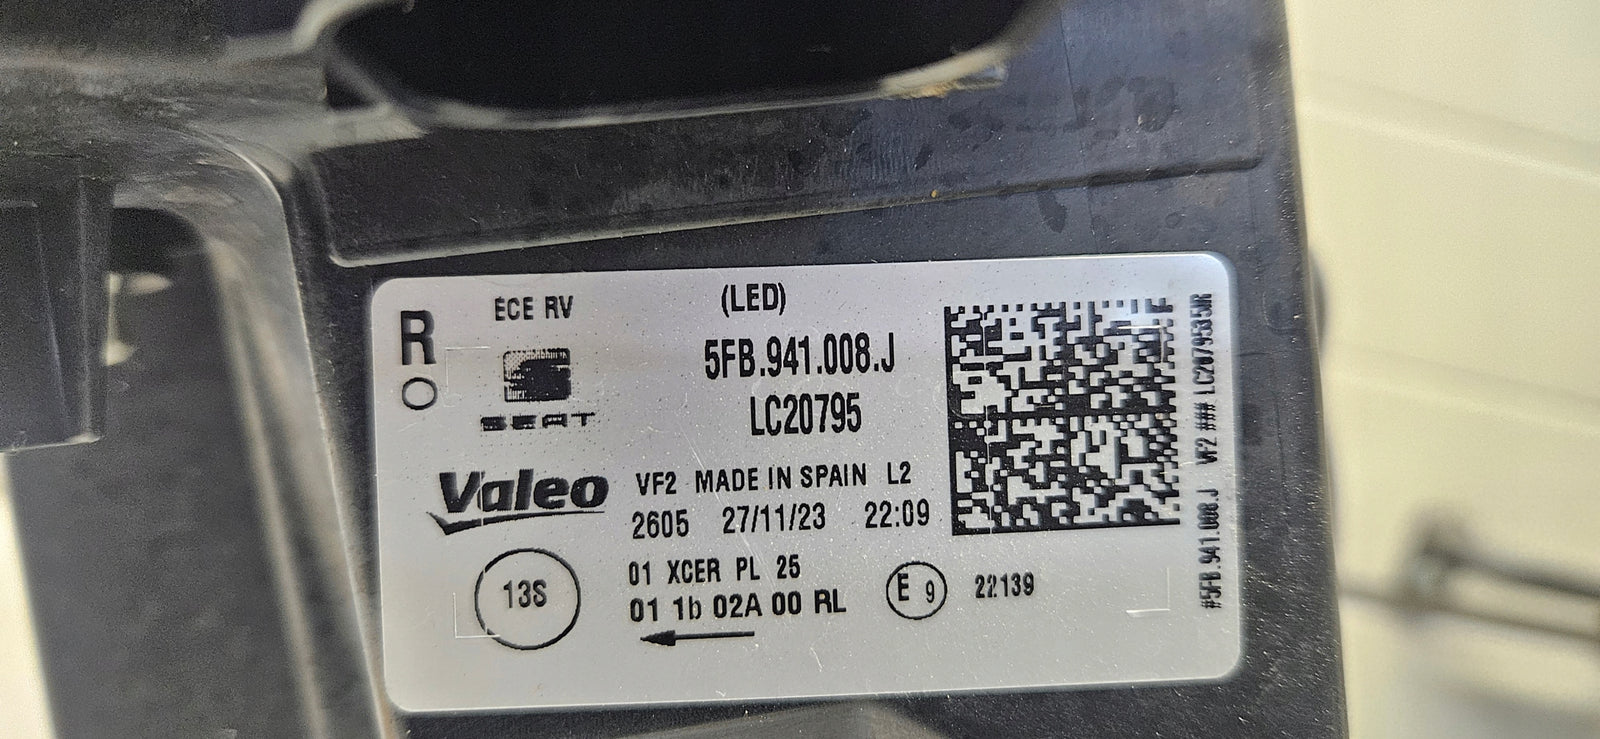 R
ECE RV
(LED)
SEAT
5FB.941.008.J
LC20795
Valeo
VF2 MADE IN SPAIN L2
2605 27/11/23 22:09
13S
01 XCER PL 25
01 1b 02A 00 RL
E 9
22139
#5FB.941.008.J VF2 ### LC207953SNR